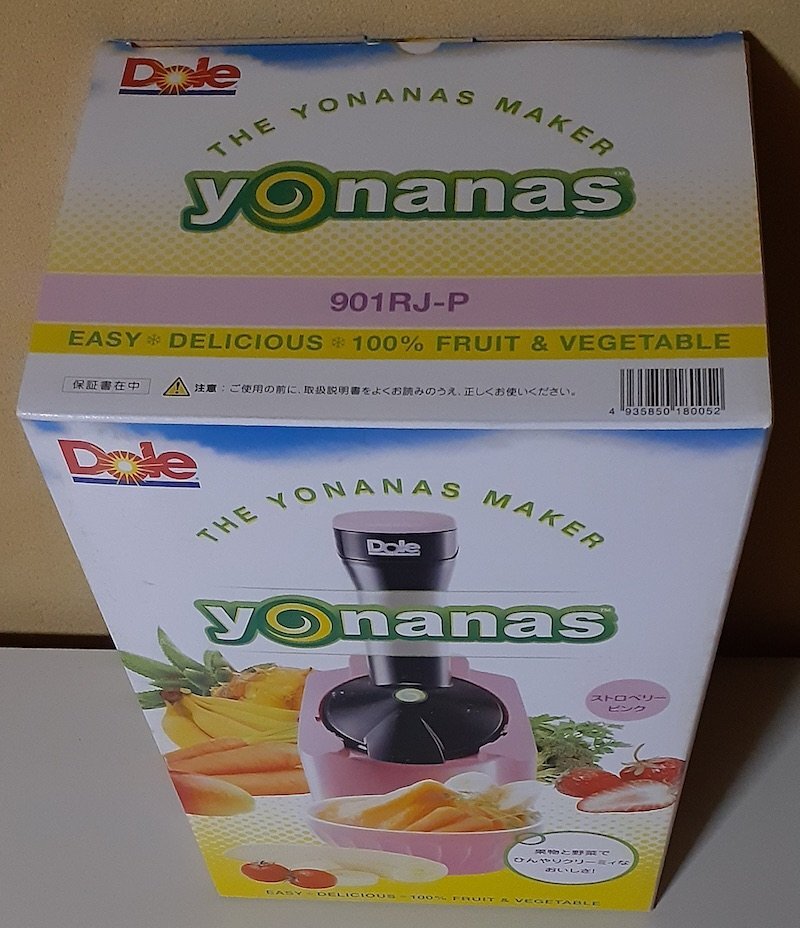 Dole
THE YONANAS MAKER
yonanas™
901RJ-P
EASY❄DELICIOUS❄100% FRUIT & VEGETABLE
保証書在中
⚠注意：ご使用の前に、取扱説明書をよくお読みのうえ、正しくお使いください。
4 935850 180052
Dole
THE YONANAS MAKER
Dole
yonanas™
ストロベリー
ピンク
果物と野菜で
ひんやりクリーミィな
おいしさ!
EASY❄DELICIOUS❄100% FRUIT & VEGETABLE